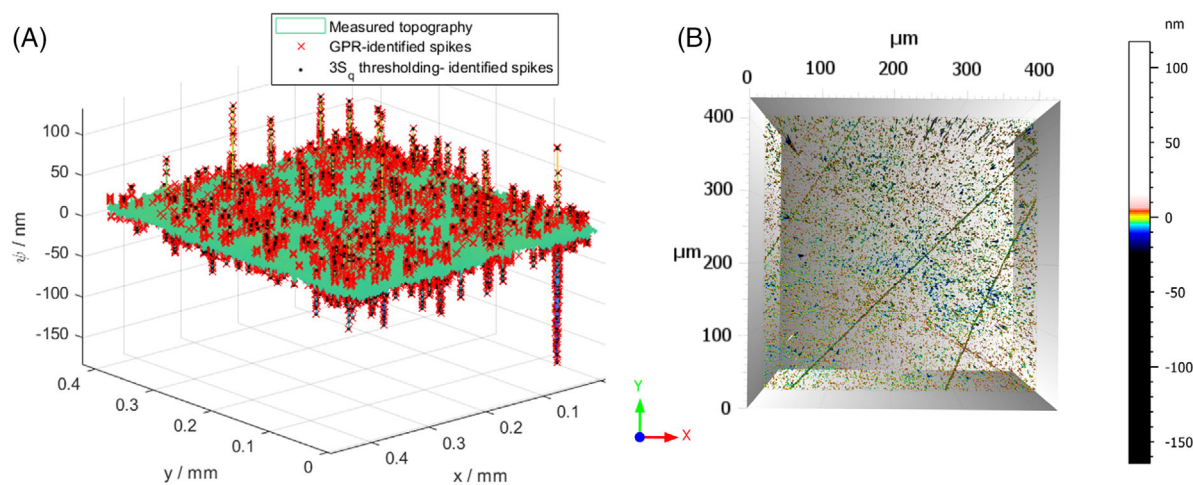 (A)
Measured topography
GPR-identified spikes
3Sq thresholding- identified spikes
100
50
0
-50
-100
-150
ψ / nm
0.4
0.3
0.2
0.1
0
y / mm
0.4
0.3
0.2
0.1
x / mm
(B)
µm
0 100 200 300 400
400
300
200
100
0
µm
Y
X
nm
100
0
-100
-150